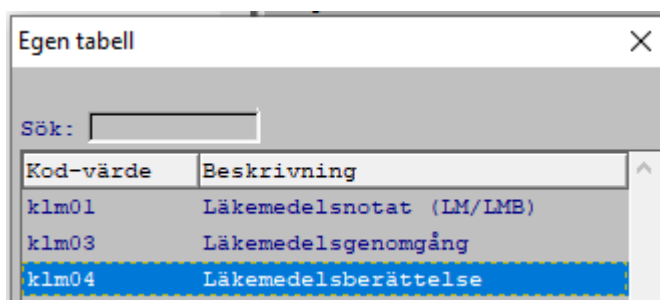 Egen tabell
Sök:
Kod-värde Beskrivning
klm01 Läkemedelsnotat (LM/LMB)
klm03 Läkemedelsgenomgång
klm04 Läkemedelsberättelse